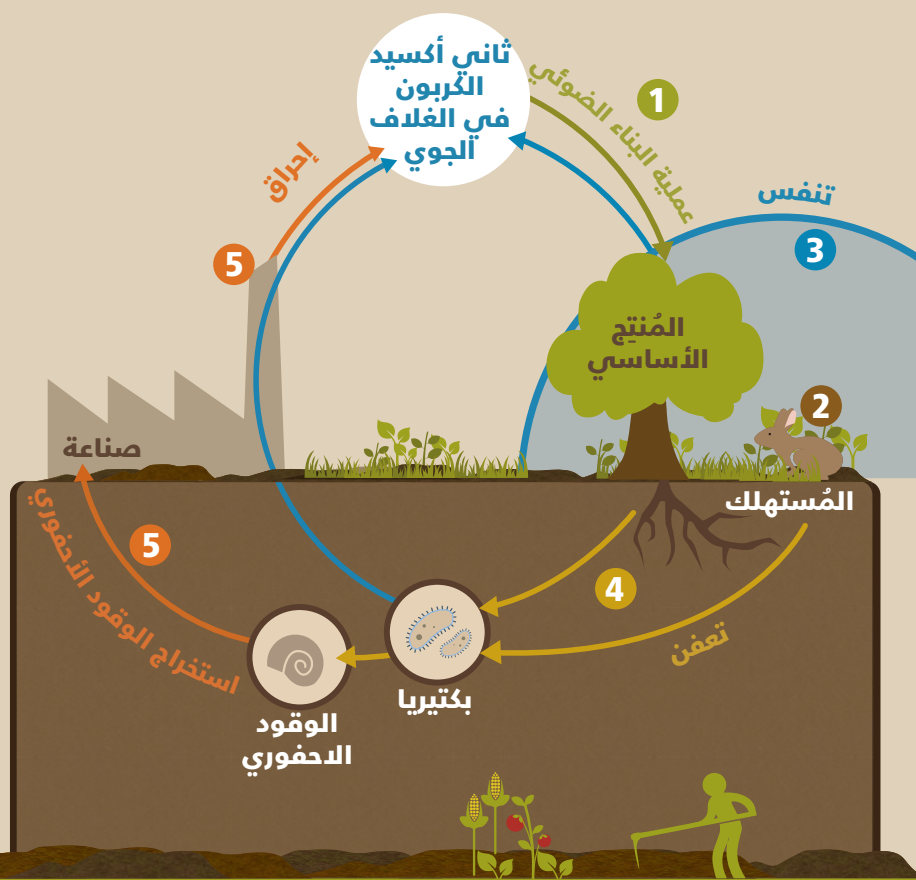 ثاني أكسيد
الكربون
في الغلاف
الجوي
1
عملية البناء الضوئي
إحراق
تنفس
3
5
المُنتِج
الأساسي
2
صناعة
المُستهلك
5
استخراج الوقود الأحفوري
4
تعفن
بكتيريا
الوقود
الاحفوري